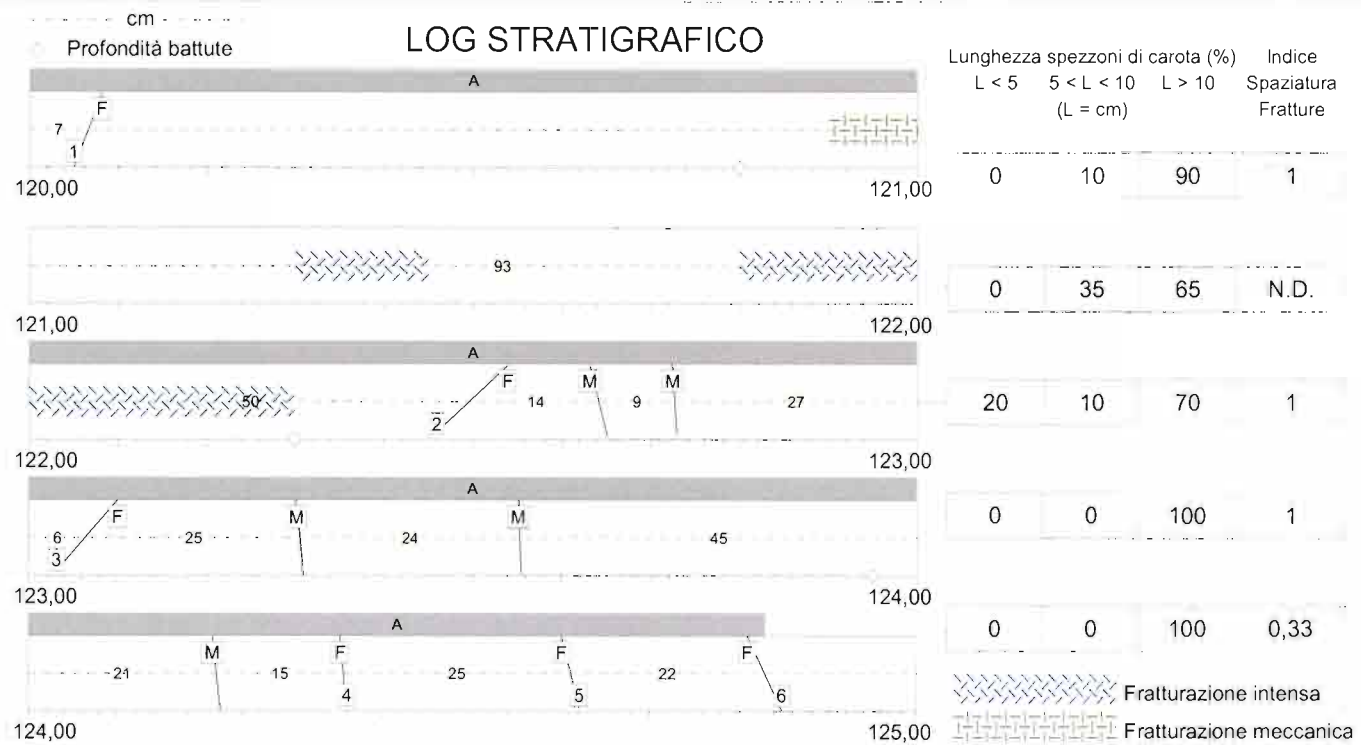 cm
Profondità battute
LOG STRATIGRAFICO
Lunghezza spezzoni di carota (%) Indice
L < 5 5 < L < 10 L > 10 Spaziatura
(L = cm) Fratture
A
F
7
1
120,00 121,00
0 10 90 1
93
121,00 122,00
0 35 65 N.D.
A
F M M
50 14 9 27
2
122,00 123,00
20 10 70 1
A
F M M
6 25 24 45
3
123,00 124,00
0 0 100 1
A
M F F F
21 15 25 22
4 5 6
124,00 125,00
0 0 100 0,33
Fratturazione intensa
Fratturazione meccanica